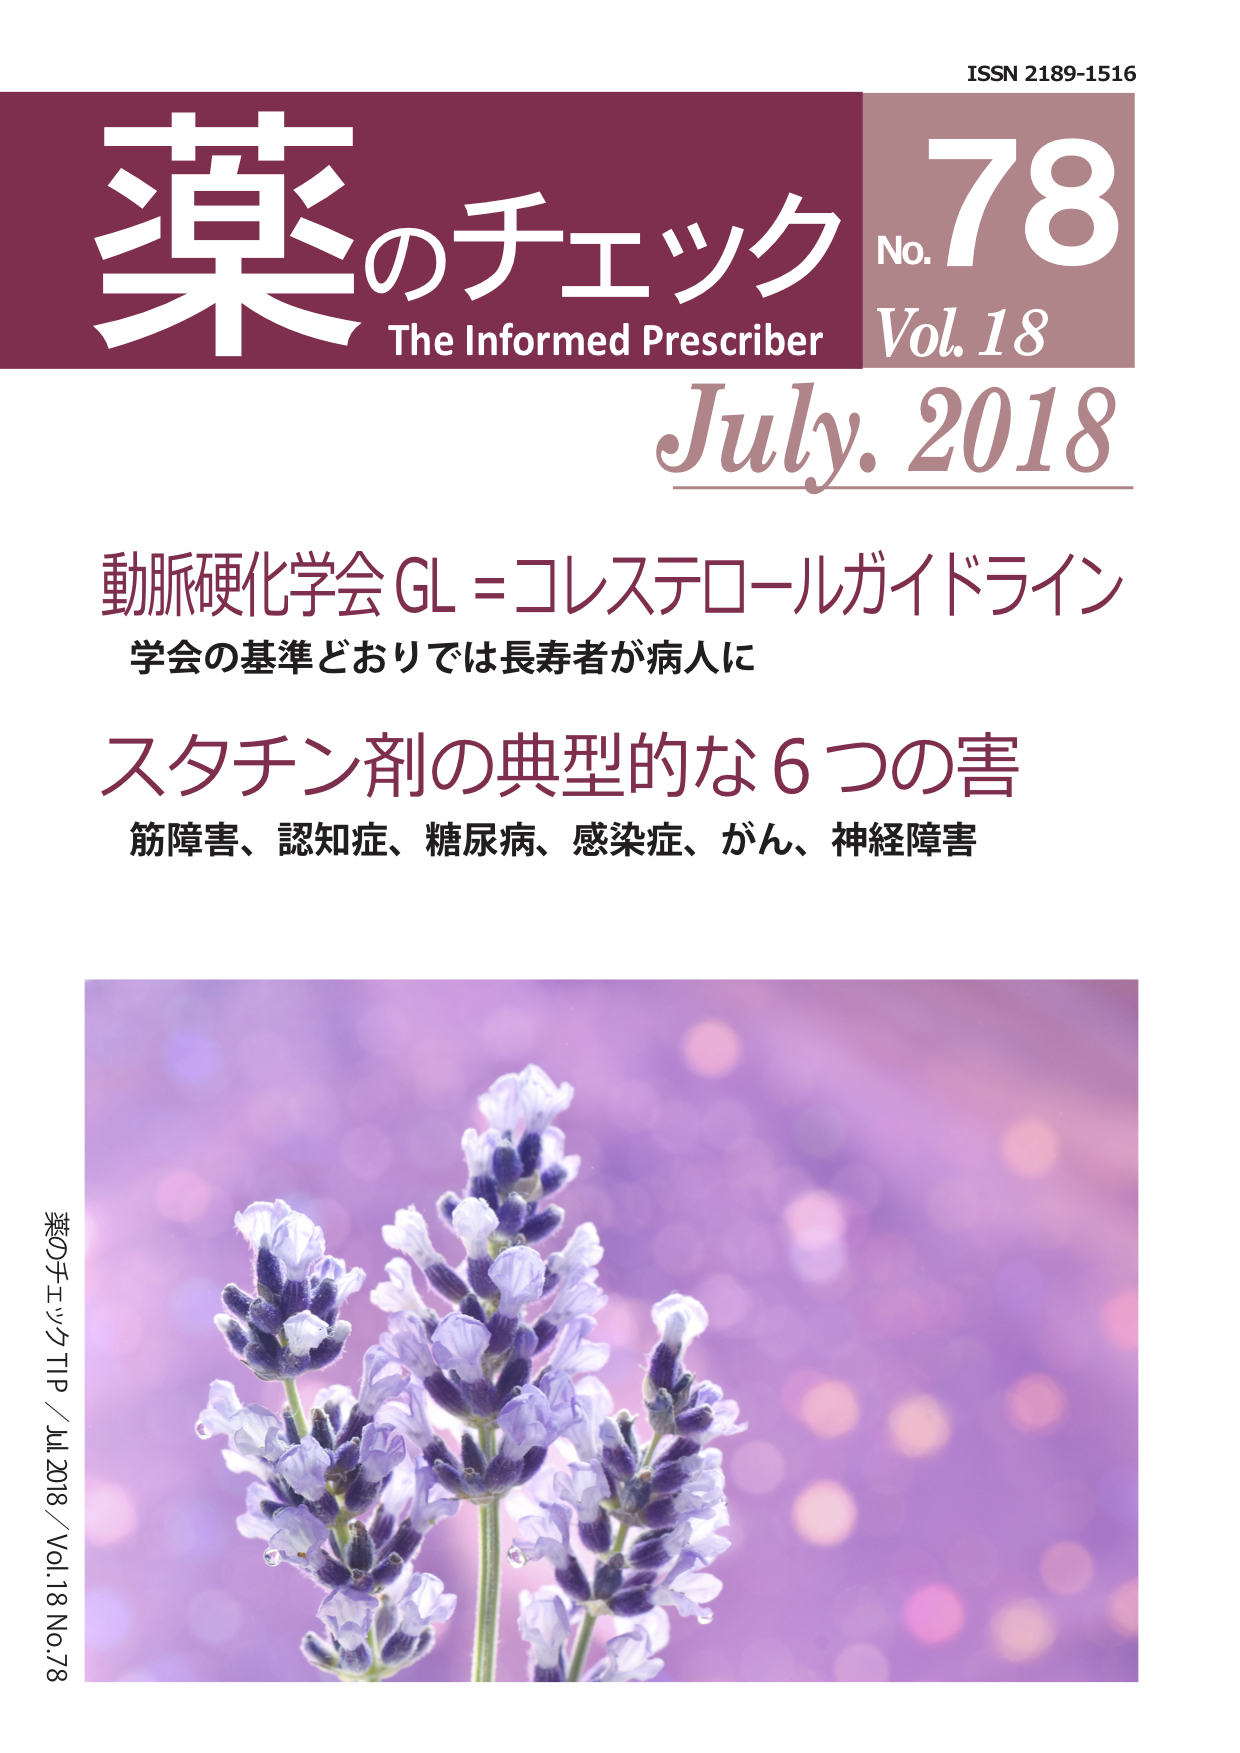 ISSN 2189-1516
薬のチェック
The Informed Prescriber
No.78
Vol. 18
July. 2018
動脈硬化学会 GL =コレステロールガイドライン
学会の基準どおりでは長寿者が病人に
スタチン剤の典型的な6つの害
筋障害、認知症、糖尿病、感染症、がん、神経障害
薬のチェック TIP ／ Jul. 2018 ／ Vol.18 No.78